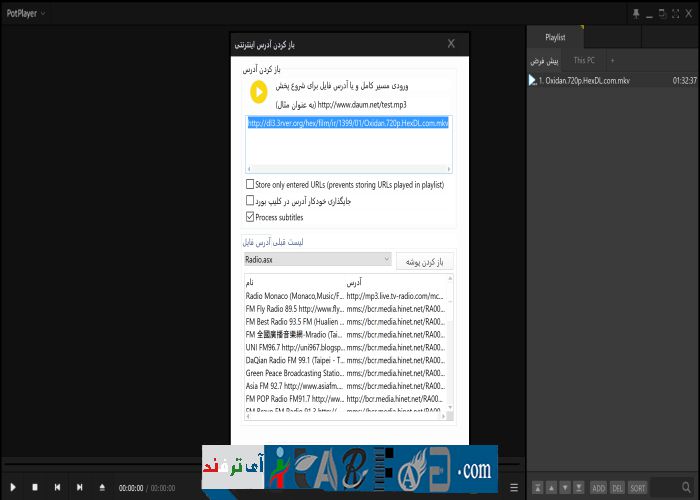 PotPlayer
باز کردن آدرس اینترنتی
باز کردن آدرس
ورودی مسیر کامل و یا آدرس فایل برای شروع پخش
http://www.daum.net/test.mp3 (به عنوان مثال)
http://dl3.3rver.org/hex/film/ir/1399/01/Oxidan.720p.HexDL.com.mkv
Store only entered URLs (prevents storing URLs played in playlist)
جایگذاری خودکار آدرس در کلیپ بورد
Process subtitles
لیست قبلی آدرس فایل
Radio.asx
باز کردن پوشه
نام آدرس
Radio Monaco (Monaco,Music/F... http://mp3.live.tv-radio.com/mc...
FM Fly Radio 89.5 http://www.fly... mms://bcr.media.hinet.net/RA00...
FM Best Radio 93.5 FM (Hualien ... mms://bcr.media.hinet.net/RA00...
FM 全國廣播音樂網-Mradio (Tai... mms://bcr.media.hinet.net/RA00...
UNI FM96.7 http://uni967.blogsp... mms://bcr.media.hinet.net/RA00...
DaQian Radio FM 99.1 (Taipei - T... mms://bcr.media.hinet.net/RA00...
Green Peace Broadcasting Statio... mms://bcr.media.hinet.net/RA00...
Asia FM 92.7 http://www.asiafm.... mms://bcr.media.hinet.net/RA00...
FM POP Radio FM91.7 http://ww... http://bcr.media.hinet.net/RA000...
FM Bravo FM Radio 91.3 http://... mms://bcr.media.hinet.net/RA00...
Playlist
پیش فرض This PC +
1. Oxidan.720p.HexDL.com.mkv 01:32:37
00:00:00 / 00:00:00
آی ترفند
.com
ADD DEL SORT